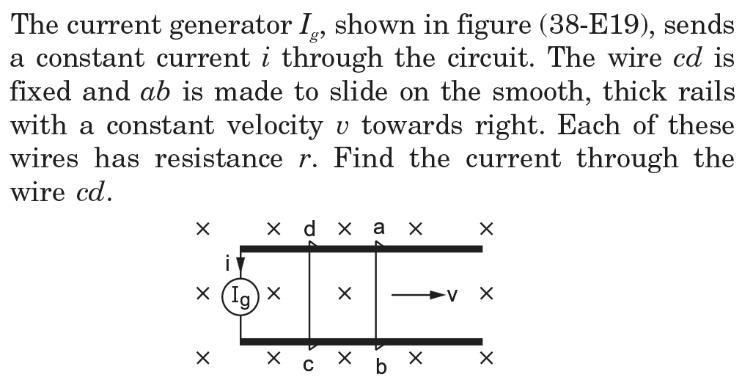 The current generator I_g, shown in figure (38-E19), sends
a constant current i through the circuit. The wire cd is
fixed and ab is made to slide on the smooth, thick rails
with a constant velocity v towards right. Each of these
wires has resistance r. Find the current through the
wire cd.
× × d × a × ×
i
× I_g × × v ×
× × c × b × ×